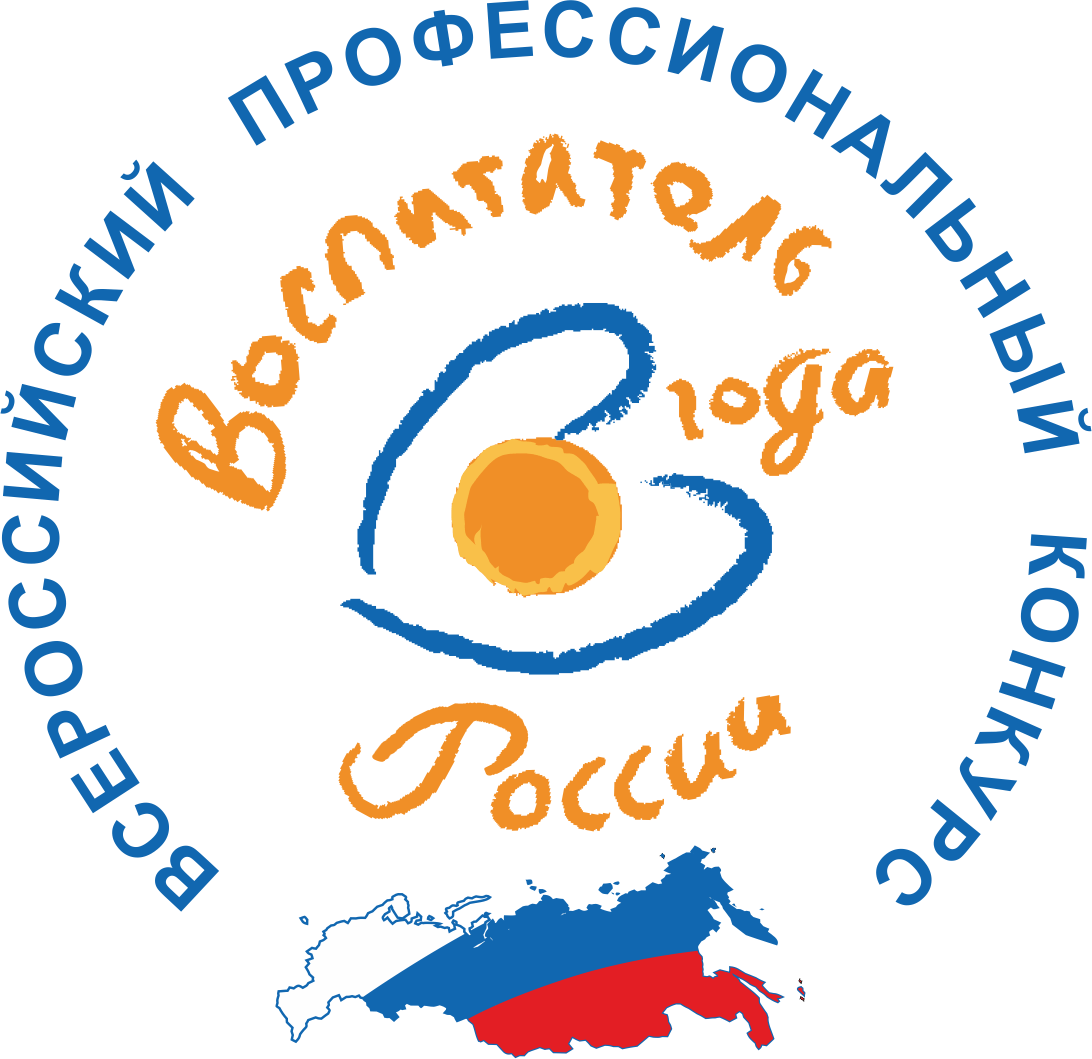 ВСЕРОССИЙСКИЙ ПРОФЕССИОНАЛЬНЫЙ КОНКУРС
Воспитатель
года
России